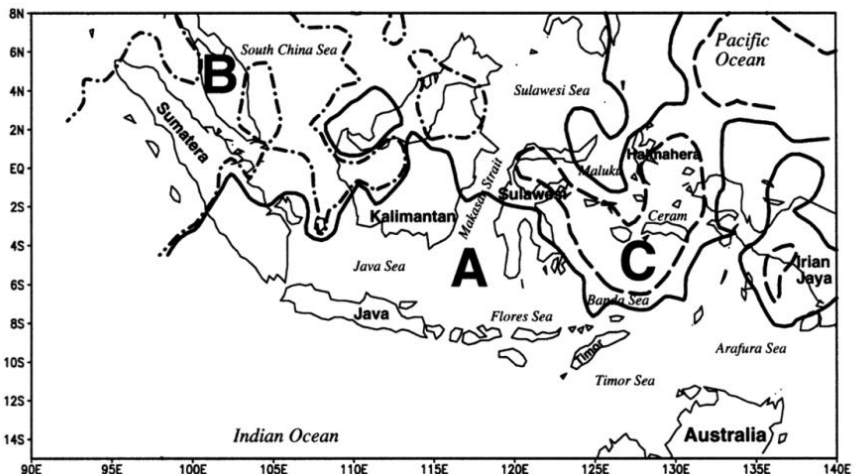 8N
6N
4N
2N
EQ
2S
4S
6S
8S
10S
12S
14S
South China Sea
Pacific
Ocean
B
Sulawesi Sea
Sumatera
Halmahera
Maluku
Makasar Strait
Sulawesi
Kalimantan
Ceram
Java Sea
A
C
Irian
Jaya
Banda Sea
Java
Flores Sea
Timor
Arafura Sea
Timor Sea
Indian Ocean
Australia
90E 95E 100E 105E 110E 115E 120E 125E 130E 135E 140E